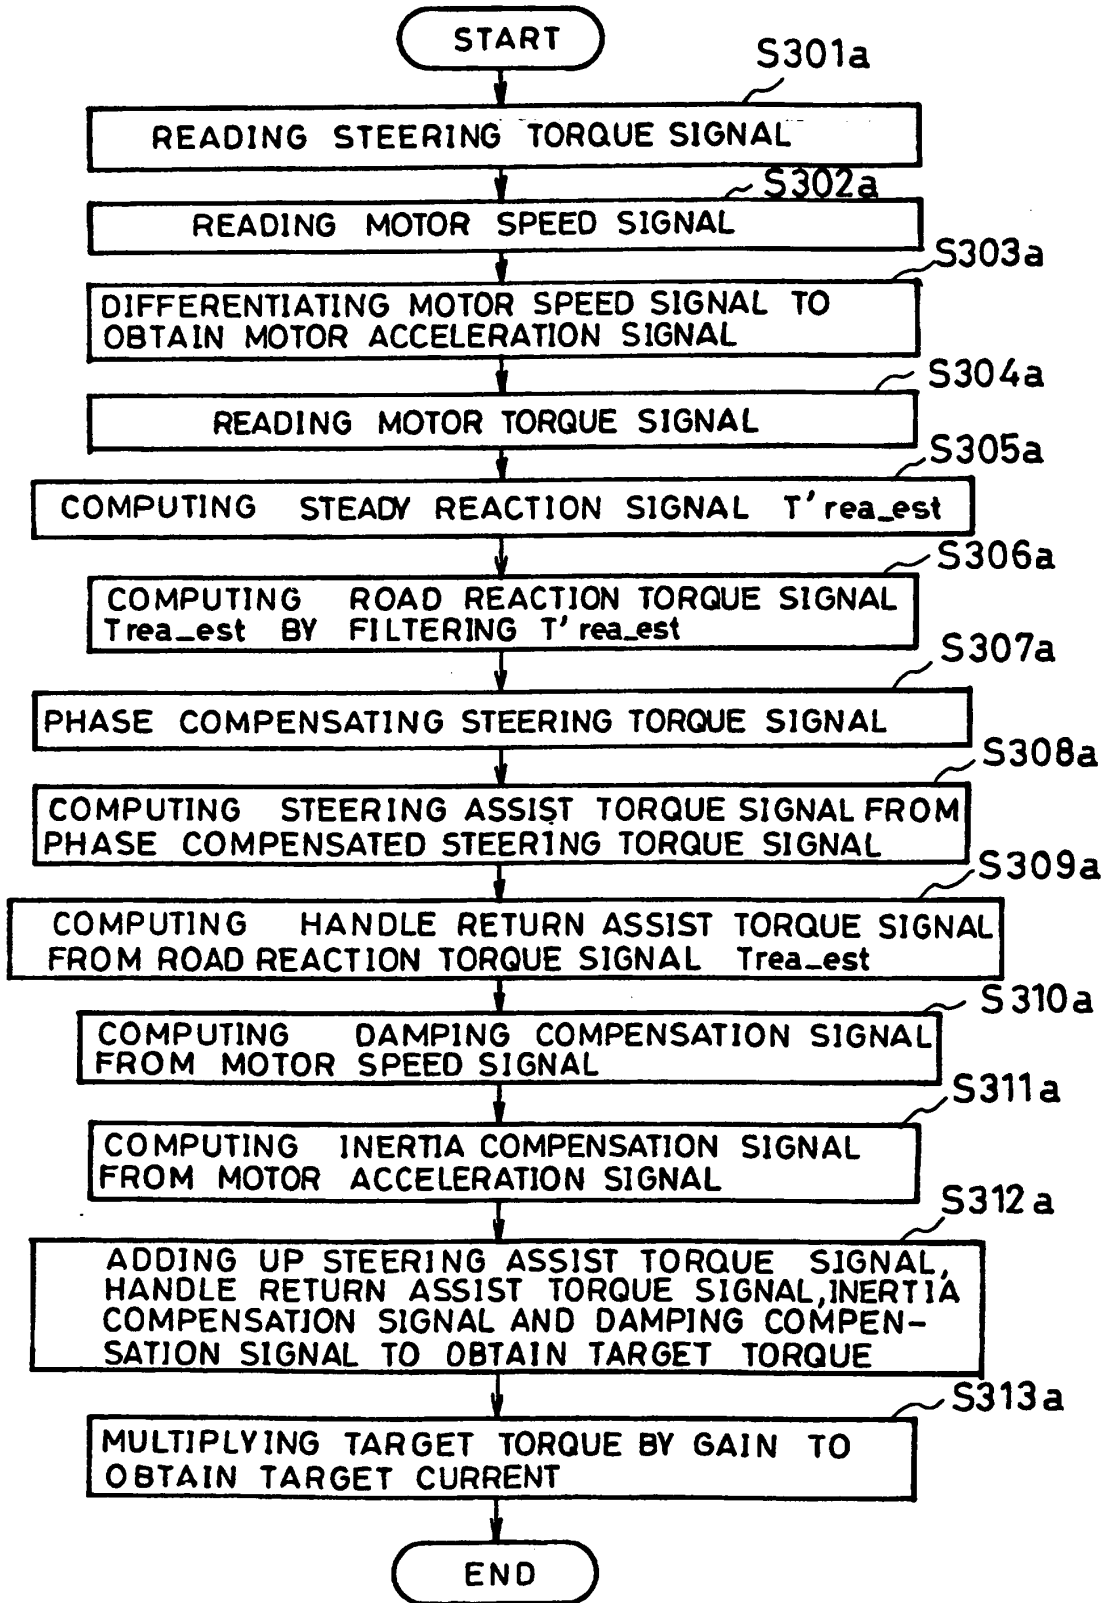 START
S301a
READING STEERING TORQUE SIGNAL
S302a
READING MOTOR SPEED SIGNAL
S303a
DIFFERENTIATING MOTOR SPEED SIGNAL TO
OBTAIN MOTOR ACCELERATION SIGNAL
S304a
READING MOTOR TORQUE SIGNAL
S305a
COMPUTING STEADY REACTION SIGNAL T'rea_est
S306a
COMPUTING ROAD REACTION TORQUE SIGNAL
Trea_est BY FILTERING T'rea_est
S307a
PHASE COMPENSATING STEERING TORQUE SIGNAL
S308a
COMPUTING STEERING ASSIST TORQUE SIGNAL FROM
PHASE COMPENSATED STEERING TORQUE SIGNAL
S309a
COMPUTING HANDLE RETURN ASSIST TORQUE SIGNAL
FROM ROAD REACTION TORQUE SIGNAL Trea_est
S310a
COMPUTING DAMPING COMPENSATION SIGNAL
FROM MOTOR SPEED SIGNAL
S311a
COMPUTING INERTIA COMPENSATION SIGNAL
FROM MOTOR ACCELERATION SIGNAL
S312a
ADDING UP STEERING ASSIST TORQUE SIGNAL,
HANDLE RETURN ASSIST TORQUE SIGNAL, INERTIA
COMPENSATION SIGNAL AND DAMPING COMPEN-
SATION SIGNAL TO OBTAIN TARGET TORQUE
S313a
MULTIPLYING TARGET TORQUE BY GAIN TO
OBTAIN TARGET CURRENT
END